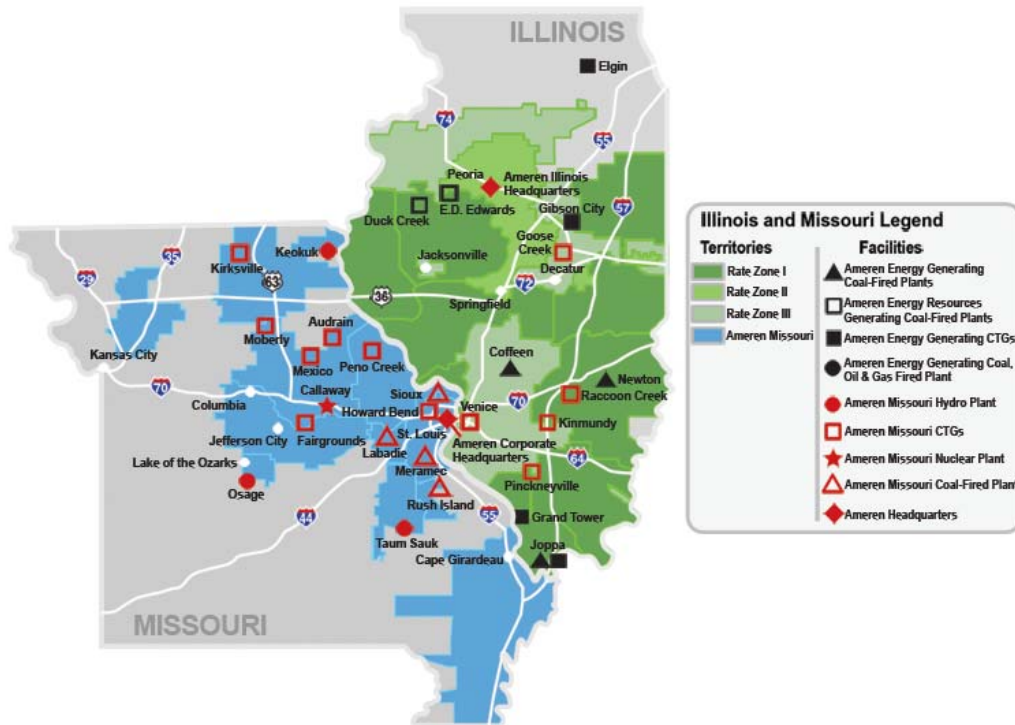 ILLINOIS
Elgin
74
55
Peoria
Ameren Illinois
Headquarters
57
E.D. Edwards
Gibson City
Duck Creek
Goose
Creek
Keokuk
Kirksville
35
Jacksonville
Decatur
29
63
72
36
Springfield
Audrain
Moberly
Mexico
Peno Creek
Coffeen
Kansas City
Newton
70
Callaway
Sioux
70
Raccoon Creek
Columbia
Howard Bend
Venice
Kinmundy
Jefferson City
Fairgrounds
St. Louis
Ameren Corporate
Headquarters
Labadie
64
Lake of the Ozarks
Meramec
Pinckneyville
Osage
Rush Island
44
55
Grand Tower
Taum Sauk
Joppa
Cape Girardeau
MISSOURI
Illinois and Missouri Legend
Territories
Rate Zone I
Rate Zone II
Rate Zone III
Ameren Missouri
Facilities
Ameren Energy Generating
Coal-Fired Plants
Ameren Energy Resources
Generating Coal-Fired Plants
Ameren Energy Generating CTGs
Ameren Energy Generating Coal,
Oil & Gas Fired Plant
Ameren Missouri Hydro Plant
Ameren Missouri CTGs
Ameren Missouri Nuclear Plant
Ameren Missouri Coal-Fired Plant
Ameren Headquarters